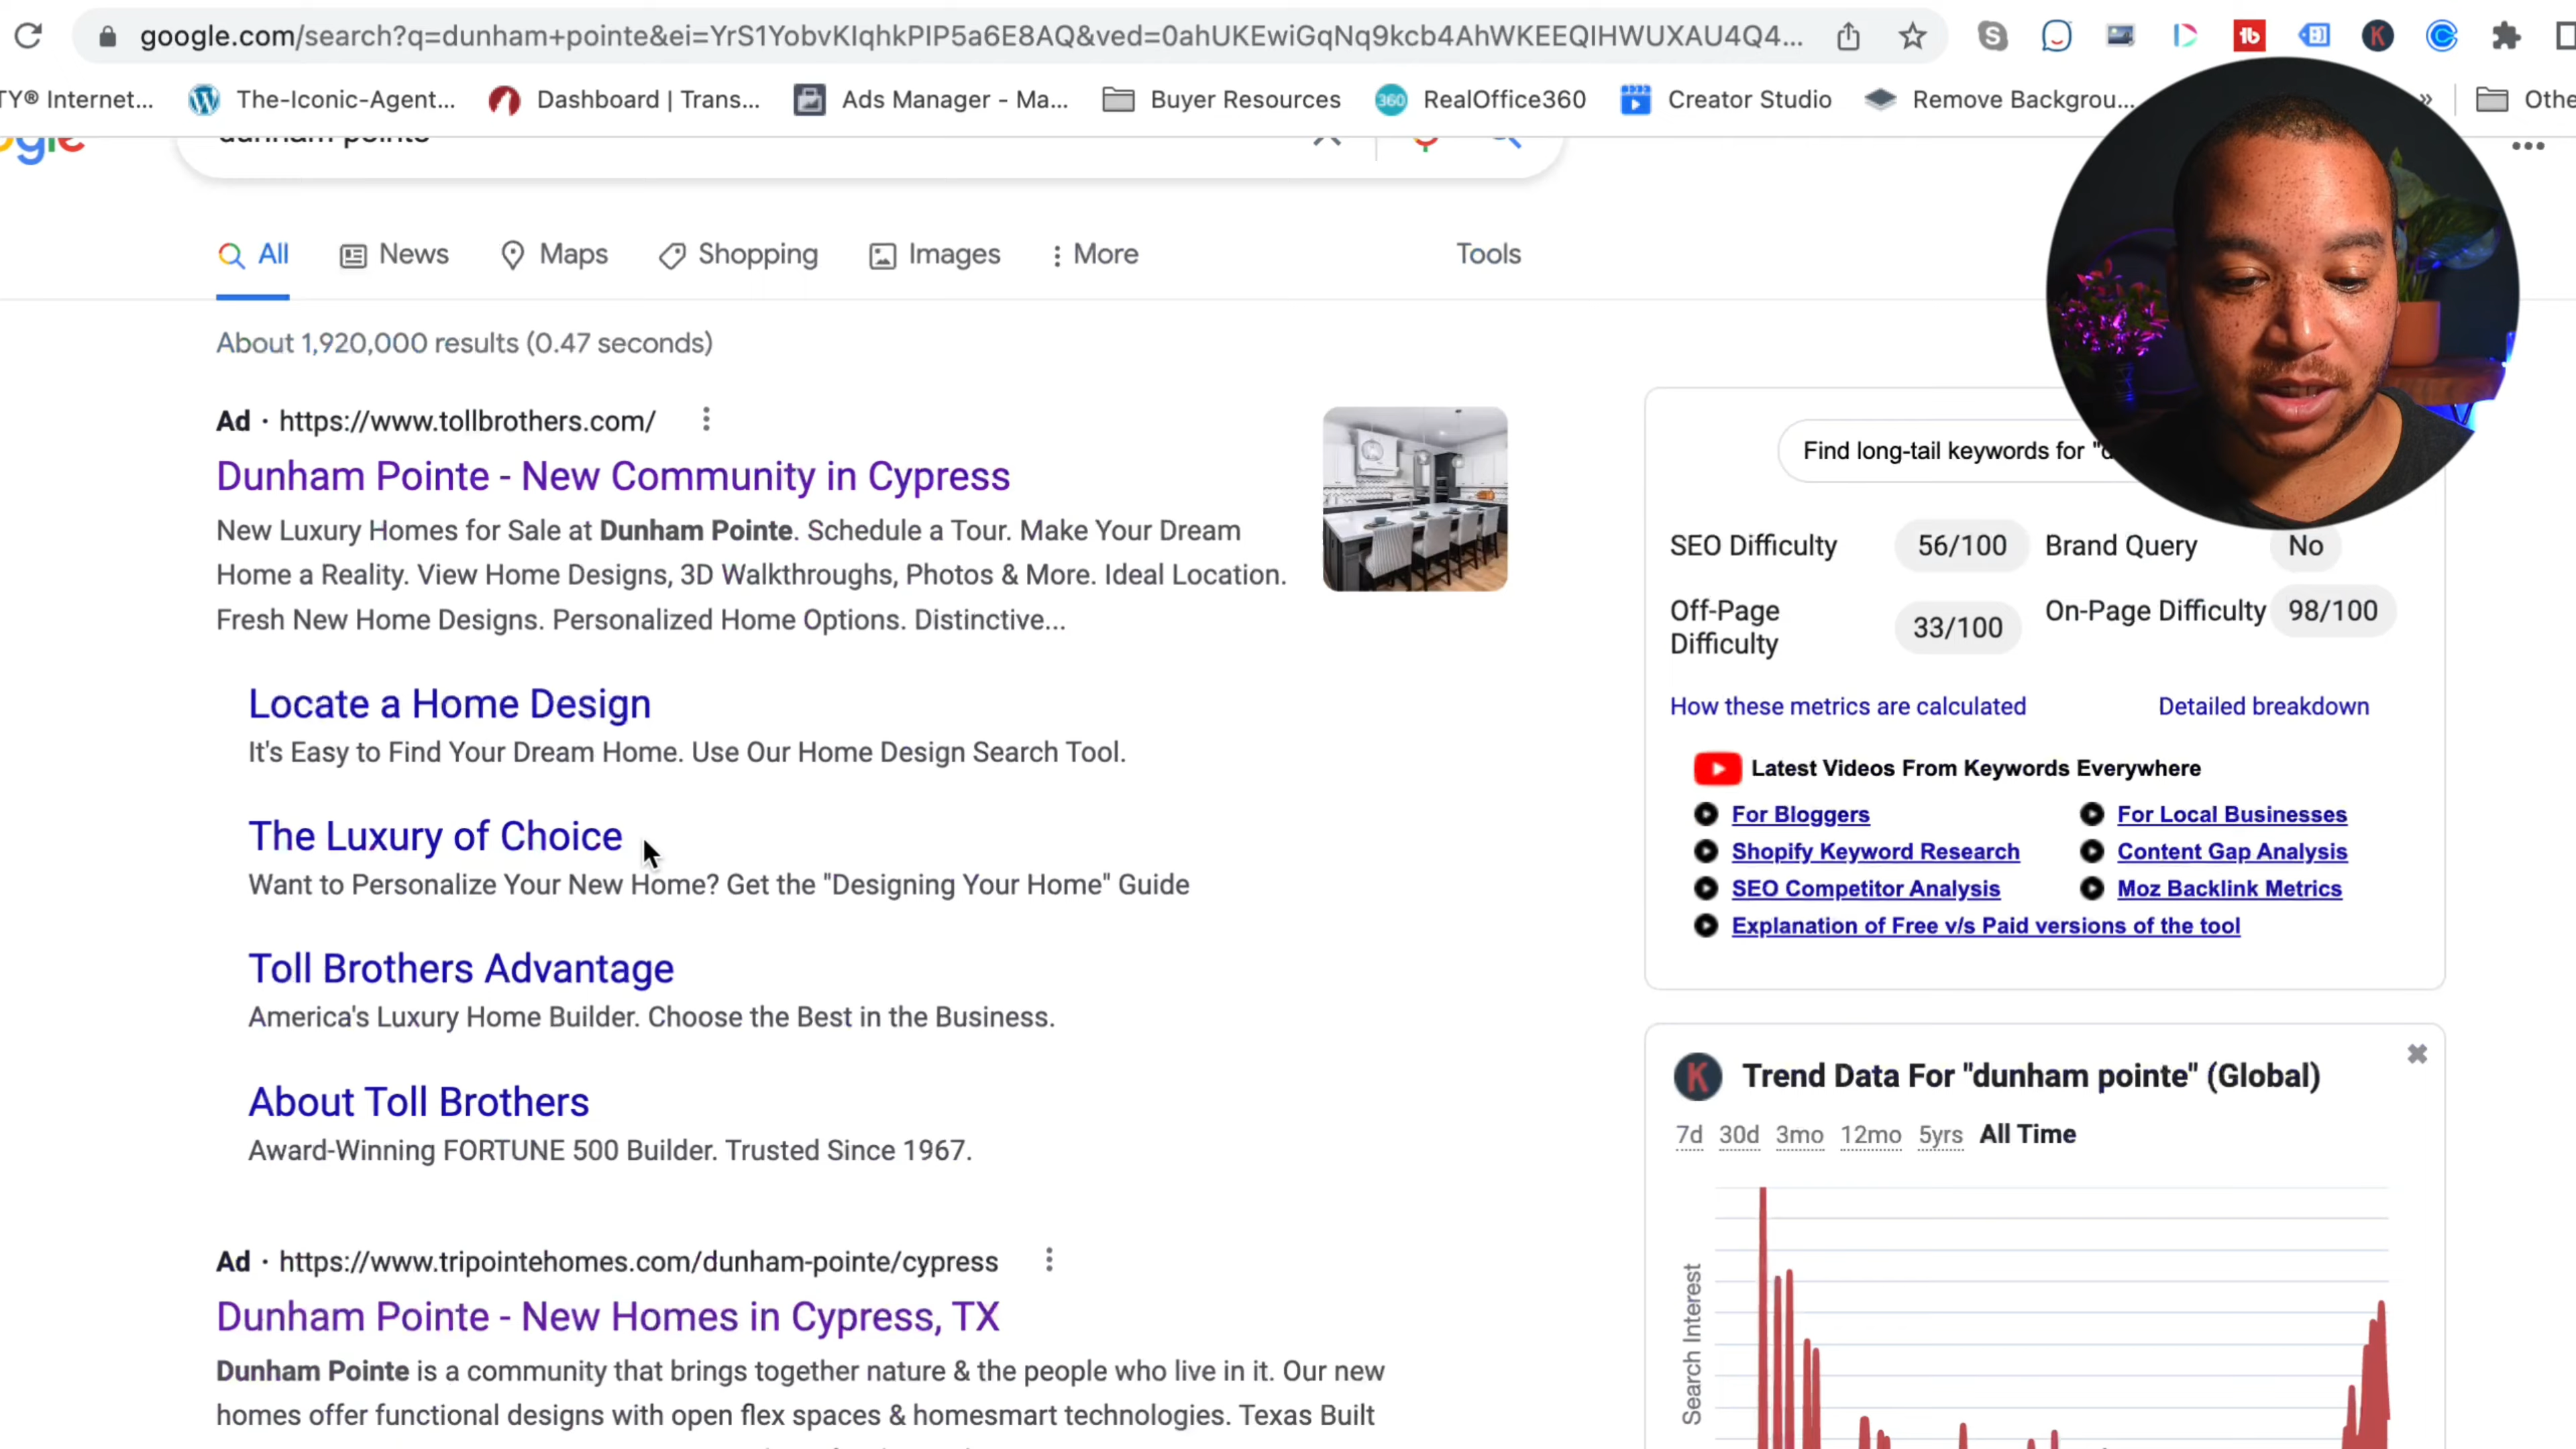 google.com/search?q=dunham+pointe&ei=YrS1YobvKIqhkPIP5a6E8AQ&ved=0ahUKEwiGqNq9kcb4AhWKEEQIHWUXAU4Q4...
TY® Internet...
The-Iconic-Agent...
Dashboard | Trans...
Ads Manager - Ma...
Buyer Resources
360
RealOffice360
Creator Studio
Remove Backgrou...
»
Othe
dunham pointe
All
News
Maps
Shopping
Images
More
Tools
About 1,920,000 results (0.47 seconds)
Ad · https://www.tollbrothers.com/
Dunham Pointe - New Community in Cypress
New Luxury Homes for Sale at Dunham Pointe. Schedule a Tour. Make Your Dream
Home a Reality. View Home Designs, 3D Walkthroughs, Photos & More. Ideal Location.
Fresh New Home Designs. Personalized Home Options. Distinctive...
Locate a Home Design
It's Easy to Find Your Dream Home. Use Our Home Design Search Tool.
The Luxury of Choice
Want to Personalize Your New Home? Get the "Designing Your Home" Guide
Toll Brothers Advantage
America's Luxury Home Builder. Choose the Best in the Business.
About Toll Brothers
Award-Winning FORTUNE 500 Builder. Trusted Since 1967.
Ad · https://www.tripointehomes.com/dunham-pointe/cypress
Dunham Pointe - New Homes in Cypress, TX
Dunham Pointe is a community that brings together nature & the people who live in it. Our new
homes offer functional designs with open flex spaces & homesmart technologies. Texas Built
Find long-tail keywords for "d
SEO Difficulty 56/100 Brand Query No
Off-Page Difficulty 33/100 On-Page Difficulty 98/100
How these metrics are calculated
Detailed breakdown
Latest Videos From Keywords Everywhere
For Bloggers
For Local Businesses
Shopify Keyword Research
Content Gap Analysis
SEO Competitor Analysis
Moz Backlink Metrics
Explanation of Free v/s Paid versions of the tool
K
Trend Data For "dunham pointe" (Global)
7d 30d 3mo 12mo 5yrs All Time
Search Interest